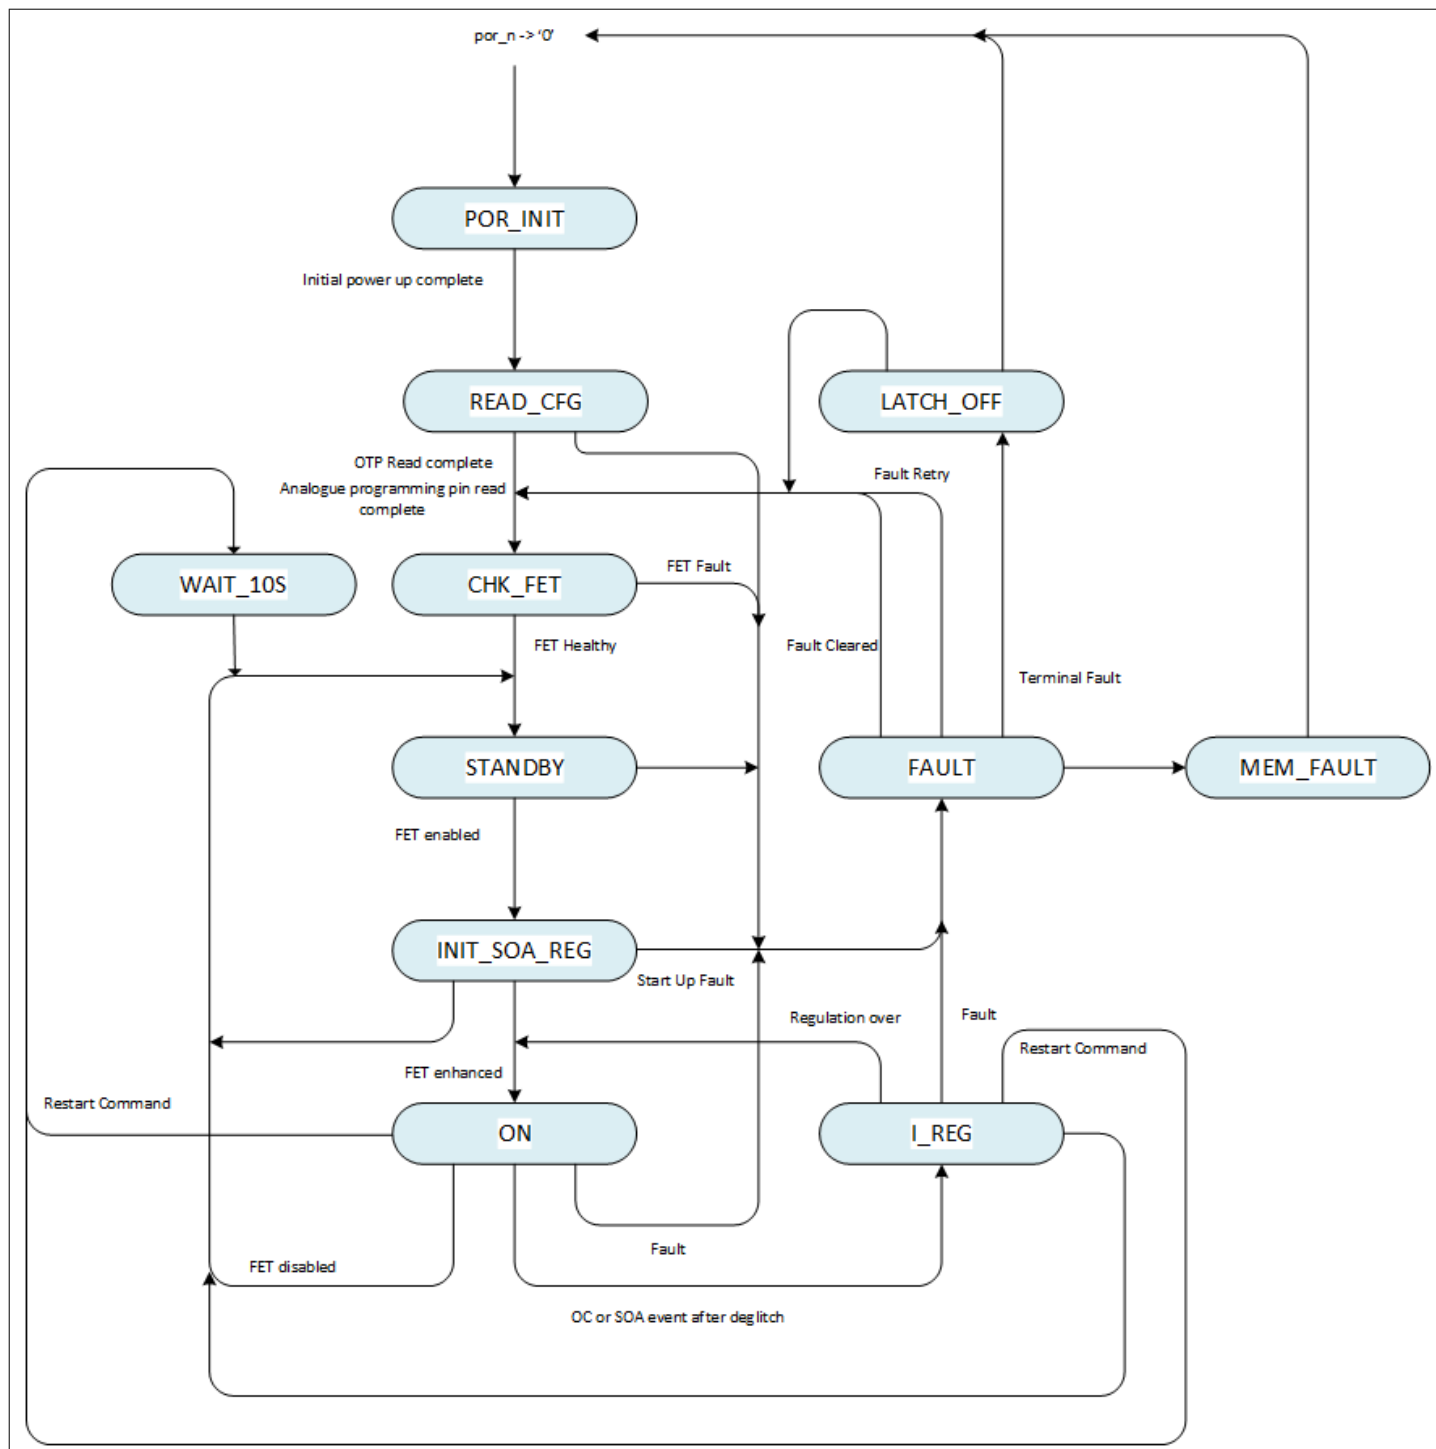 por_n -> '0'
POR_INIT
Initial power up complete
READ_CFG
LATCH_OFF
OTP Read complete
Analogue programming pin read
complete
Fault Retry
WAIT_10S
CHK_FET
FET Fault
FET Healthy
Fault Cleared
Terminal Fault
STANDBY
FAULT
MEM_FAULT
FET enabled
INIT_SOA_REG
Start Up Fault
Regulation over
Fault
Restart Command
FET enhanced
Restart Command
ON
I_REG
Fault
FET disabled
OC or SOA event after deglitch